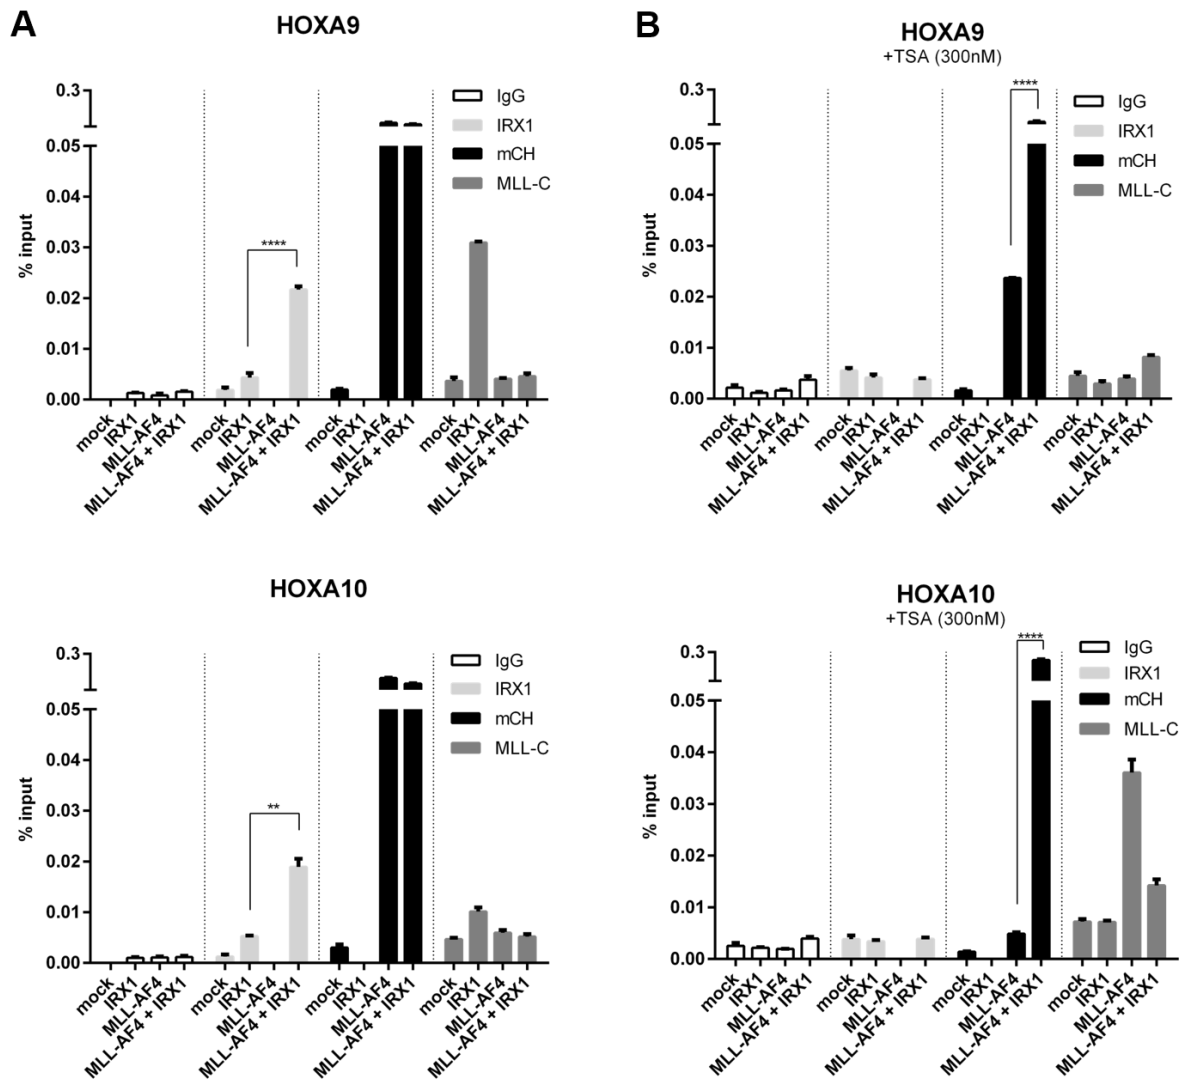 A
HOXA9
0.3
0.05
0.04
0.03
0.02
0.01
0.00
% input
****
IgG
IRX1
mCH
MLL-C
mock
IRX1
MLL-AF4
MLL-AF4 + IRX1
mock
IRX1
MLL-AF4
MLL-AF4 + IRX1
mock
IRX1
MLL-AF4
MLL-AF4 + IRX1
mock
IRX1
MLL-AF4
MLL-AF4 + IRX1
B
HOXA9
+TSA (300nM)
0.3
0.05
0.04
0.03
0.02
0.01
0.00
% input
****
IgG
IRX1
mCH
MLL-C
mock
IRX1
MLL-AF4
MLL-AF4 + IRX1
mock
IRX1
MLL-AF4
MLL-AF4 + IRX1
mock
IRX1
MLL-AF4
MLL-AF4 + IRX1
mock
IRX1
MLL-AF4
MLL-AF4 + IRX1
HOXA10
0.3
0.05
0.04
0.03
0.02
0.01
0.00
% input
**
IgG
IRX1
mCH
MLL-C
mock
IRX1
MLL-AF4
MLL-AF4 + IRX1
mock
IRX1
MLL-AF4
MLL-AF4 + IRX1
mock
IRX1
MLL-AF4
MLL-AF4 + IRX1
mock
IRX1
MLL-AF4
MLL-AF4 + IRX1
HOXA10
+TSA (300nM)
0.3
0.05
0.04
0.03
0.02
0.01
0.00
% input
****
IgG
IRX1
mCH
MLL-C
mock
IRX1
MLL-AF4
MLL-AF4 + IRX1
mock
IRX1
MLL-AF4
MLL-AF4 + IRX1
mock
IRX1
MLL-AF4
MLL-AF4 + IRX1
mock
IRX1
MLL-AF4
MLL-AF4 + IRX1